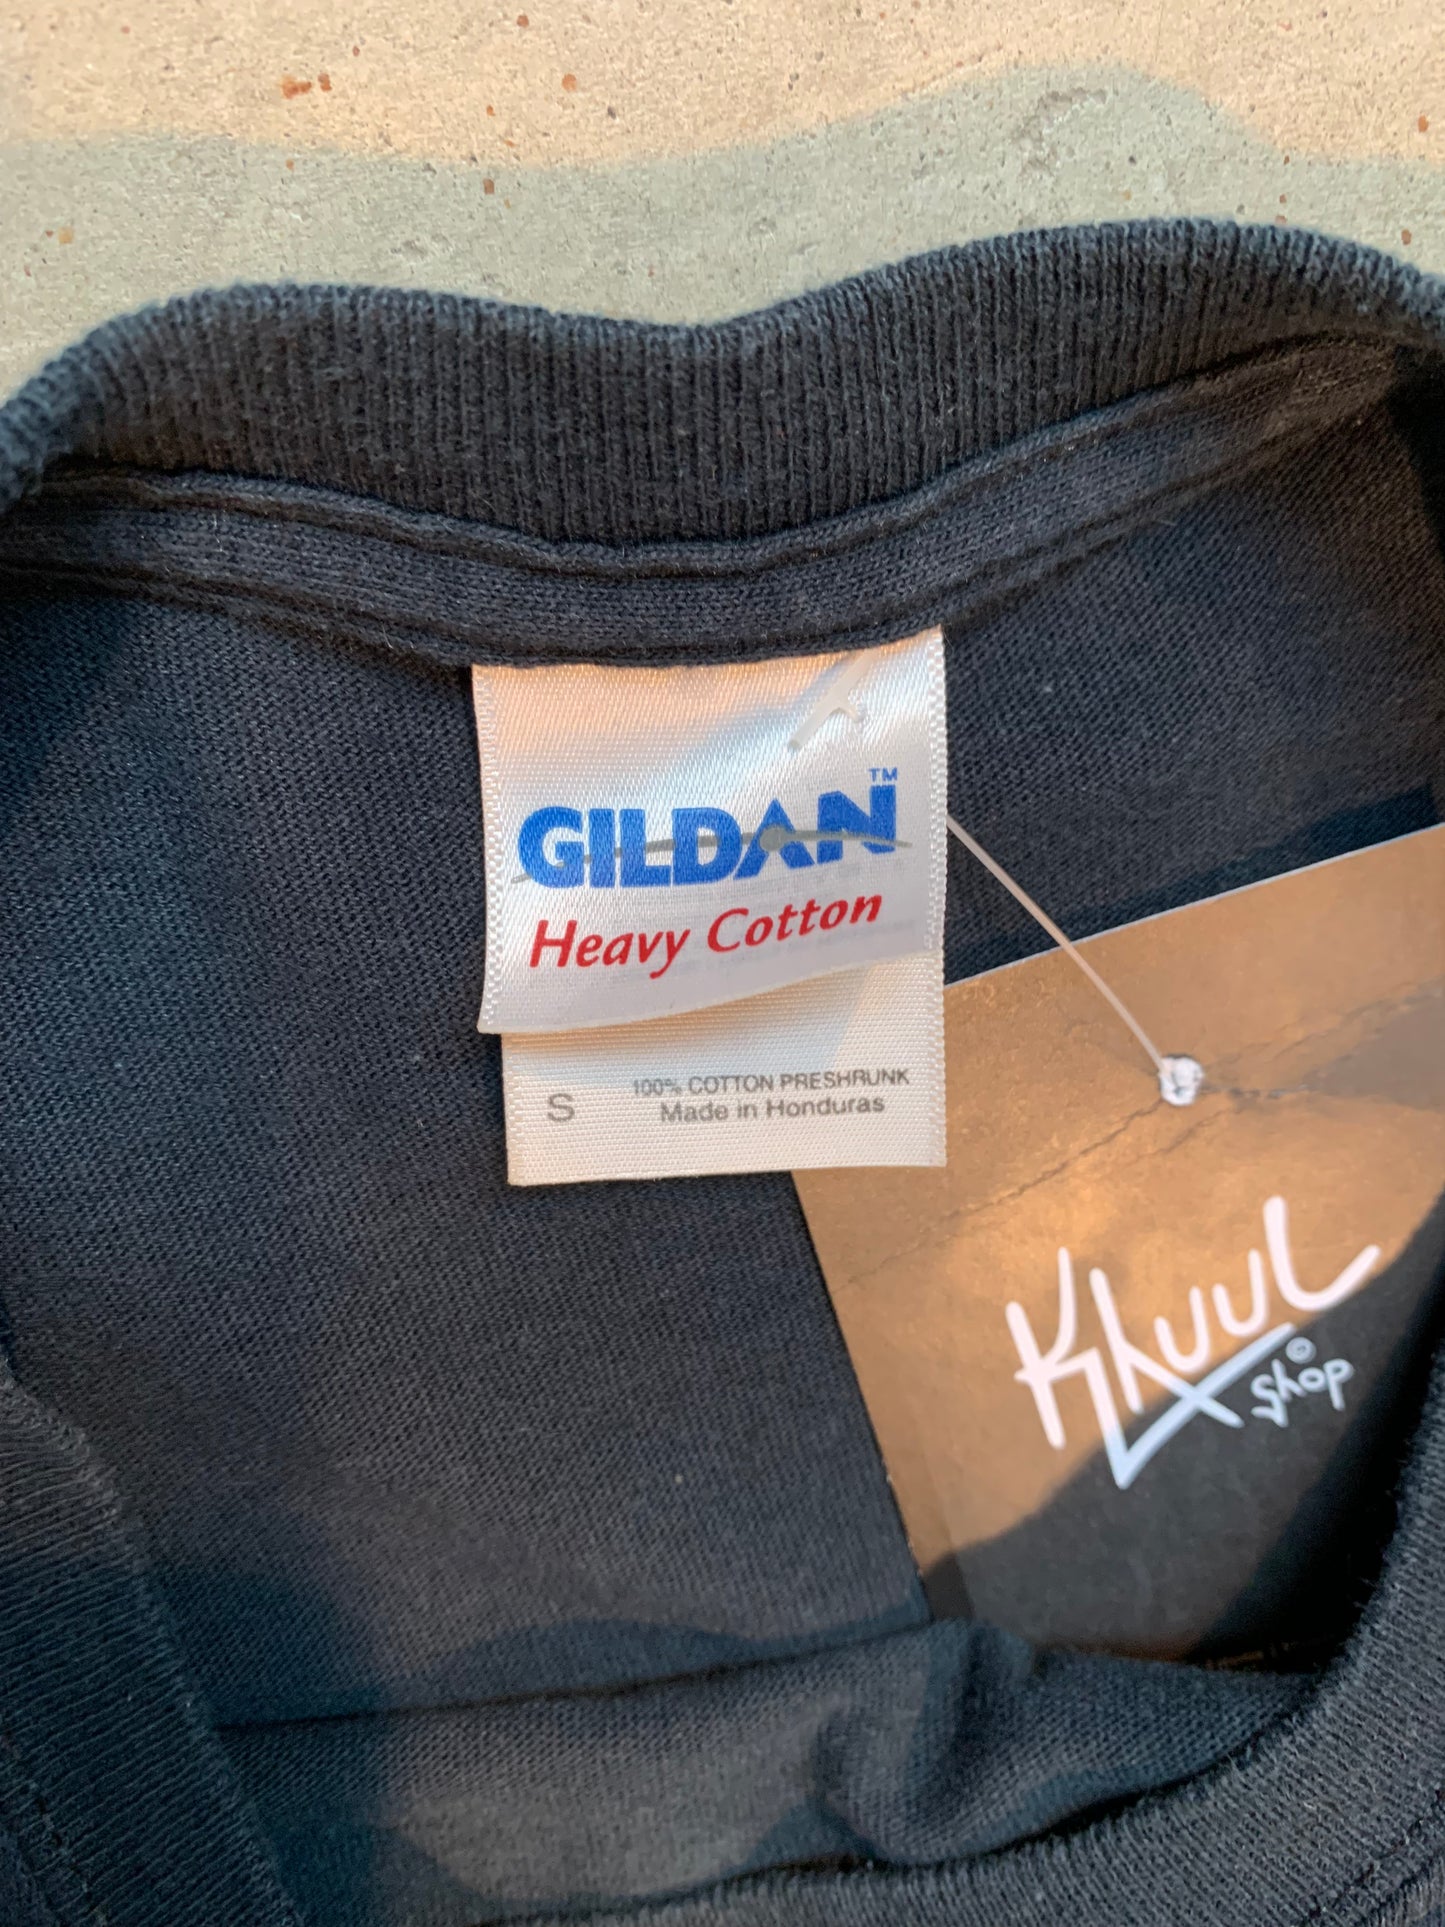 GILDAN™
Heavy Cotton
S
100% COTTON PRESHRUNK
Made in Honduras
Khuul
shop ©